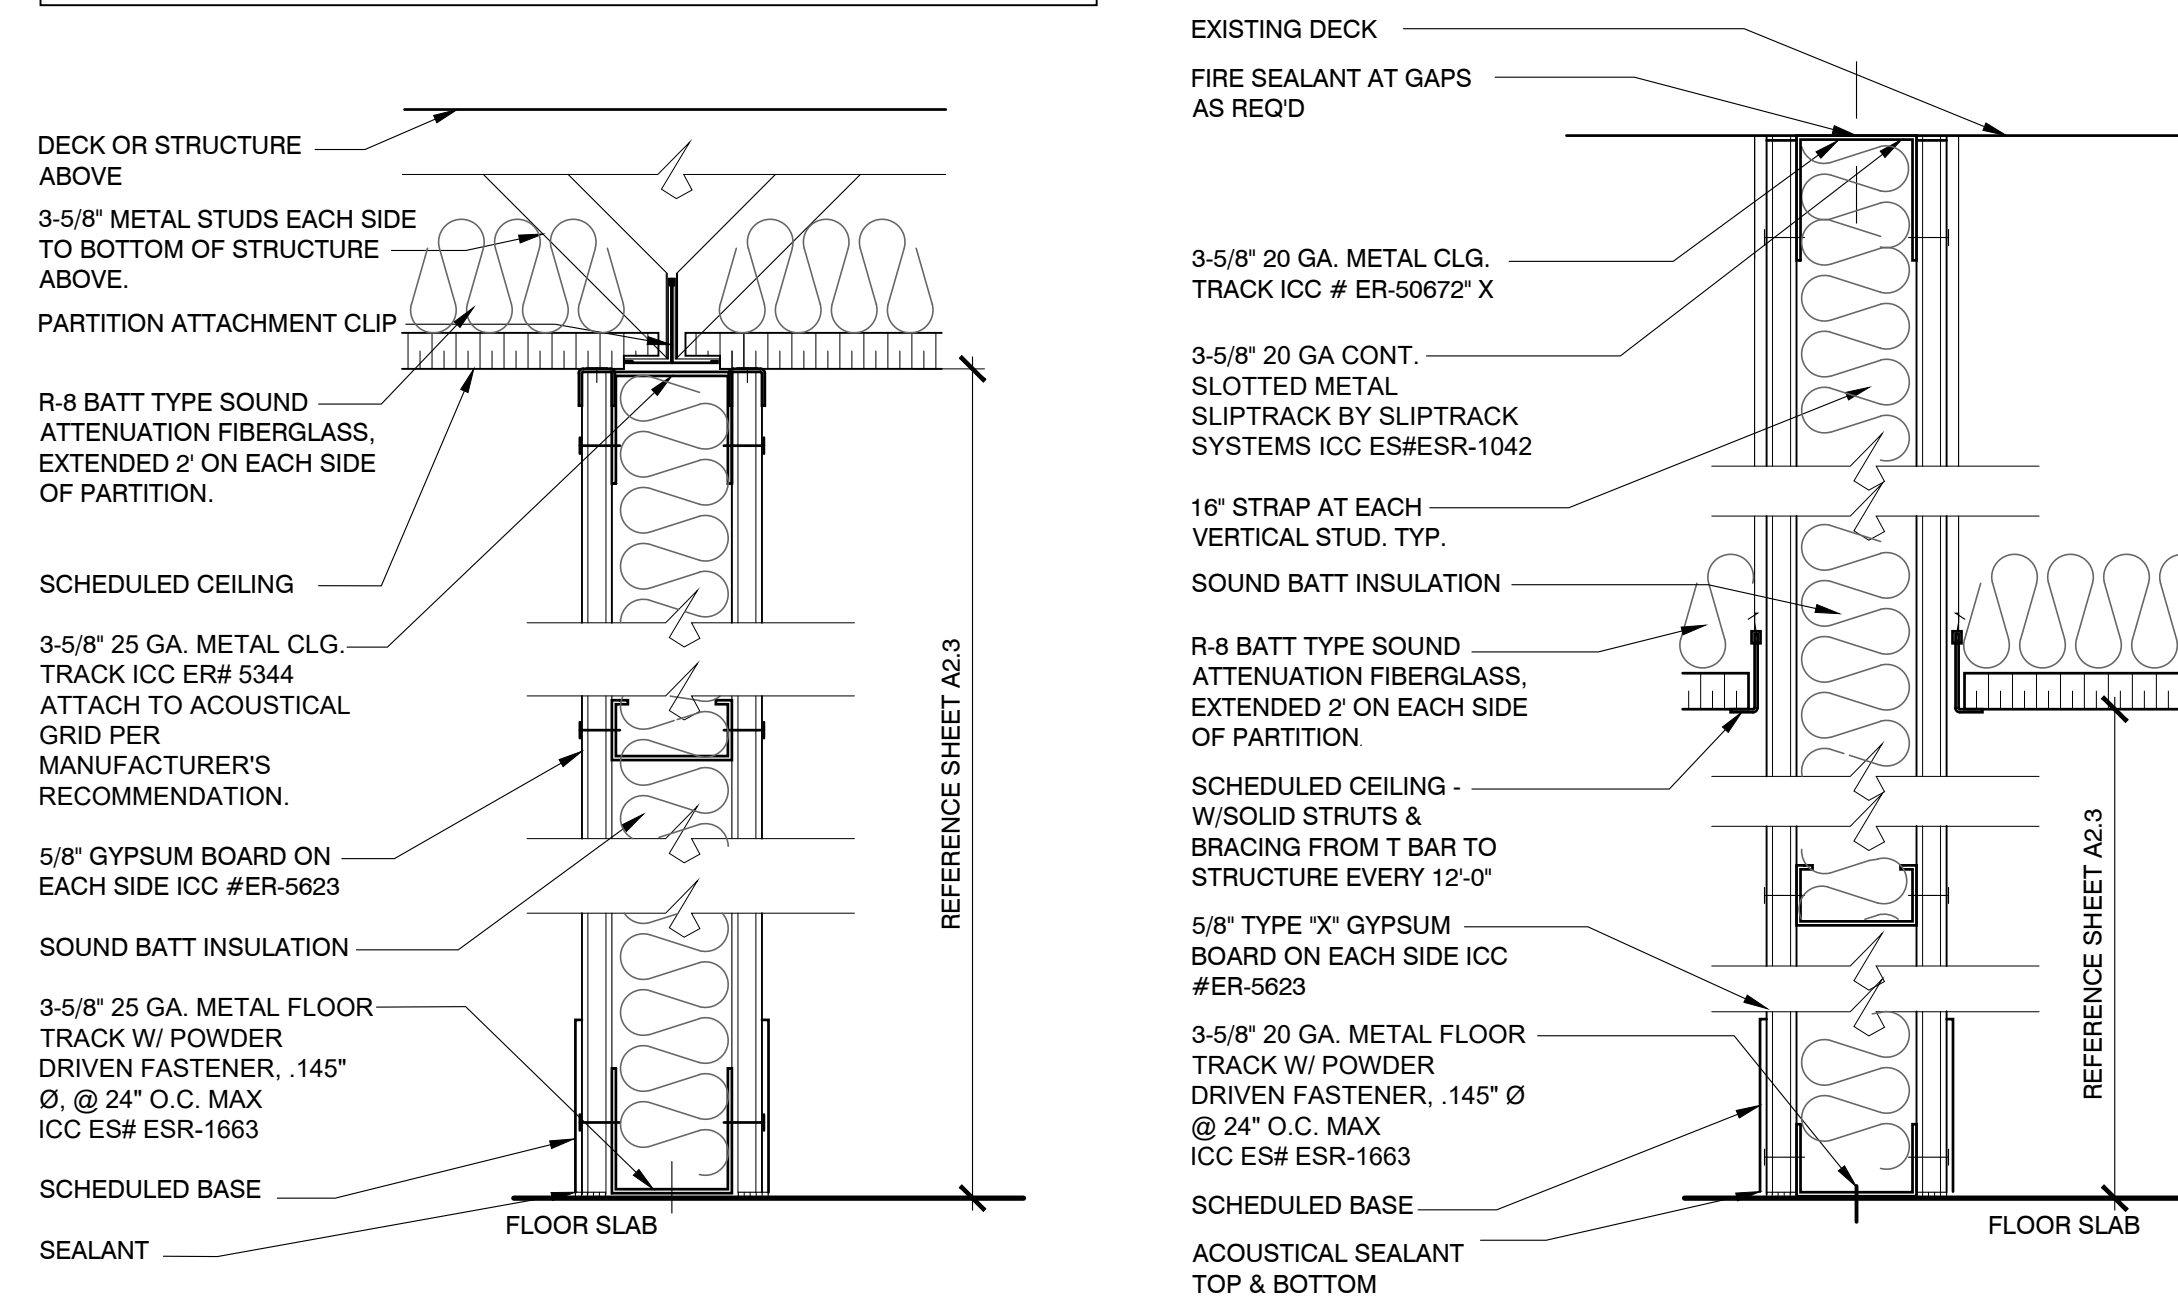 DECK OR STRUCTURE
ABOVE
3-5/8" METAL STUDS EACH SIDE
TO BOTTOM OF STRUCTURE
ABOVE.
PARTITION ATTACHMENT CLIP
R-8 BATT TYPE SOUND
ATTENUATION FIBERGLASS,
EXTENDED 2' ON EACH SIDE
OF PARTITION.
SCHEDULED CEILING
3-5/8" 25 GA. METAL CLG.
TRACK ICC ER# 5344
ATTACH TO ACOUSTICAL
GRID PER
MANUFACTURER'S
RECOMMENDATION.
5/8" GYPSUM BOARD ON
EACH SIDE ICC #ER-5623
SOUND BATT INSULATION
3-5/8" 25 GA. METAL FLOOR
TRACK W/ POWDER
DRIVEN FASTENER, .145"
Ø, @ 24" O.C. MAX
ICC ES# ESR-1663
SCHEDULED BASE
SEALANT
FLOOR SLAB
REFERENCE SHEET A2.3
EXISTING DECK
FIRE SEALANT AT GAPS
AS REQ'D
3-5/8" 20 GA. METAL CLG.
TRACK ICC # ER-50672" X
3-5/8" 20 GA CONT.
SLOTTED METAL
SLIPTRACK BY SLIPTRACK
SYSTEMS ICC ES#ESR-1042
16" STRAP AT EACH
VERTICAL STUD. TYP.
SOUND BATT INSULATION
R-8 BATT TYPE SOUND
ATTENUATION FIBERGLASS,
EXTENDED 2' ON EACH SIDE
OF PARTITION.
SCHEDULED CEILING -
W/SOLID STRUTS &
BRACING FROM T BAR TO
STRUCTURE EVERY 12'-0"
5/8" TYPE "X" GYPSUM
BOARD ON EACH SIDE ICC
#ER-5623
3-5/8" 20 GA. METAL FLOOR
TRACK W/ POWDER
DRIVEN FASTENER, .145" Ø
@ 24" O.C. MAX
ICC ES# ESR-1663
SCHEDULED BASE
ACOUSTICAL SEALANT
TOP & BOTTOM
FLOOR SLAB
REFERENCE SHEET A2.3